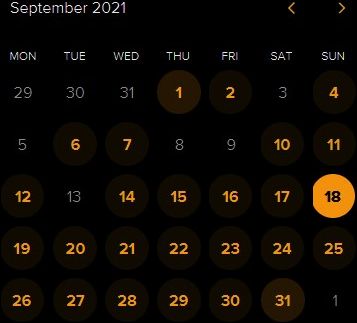 September 2021
MON TUE WED THU FRI SAT SUN
29 30 31 1 2 3 4
5 6 7 8 9 10 11
12 13 14 15 16 17 18
19 20 21 22 23 24 25
26 27 28 29 30 31 1